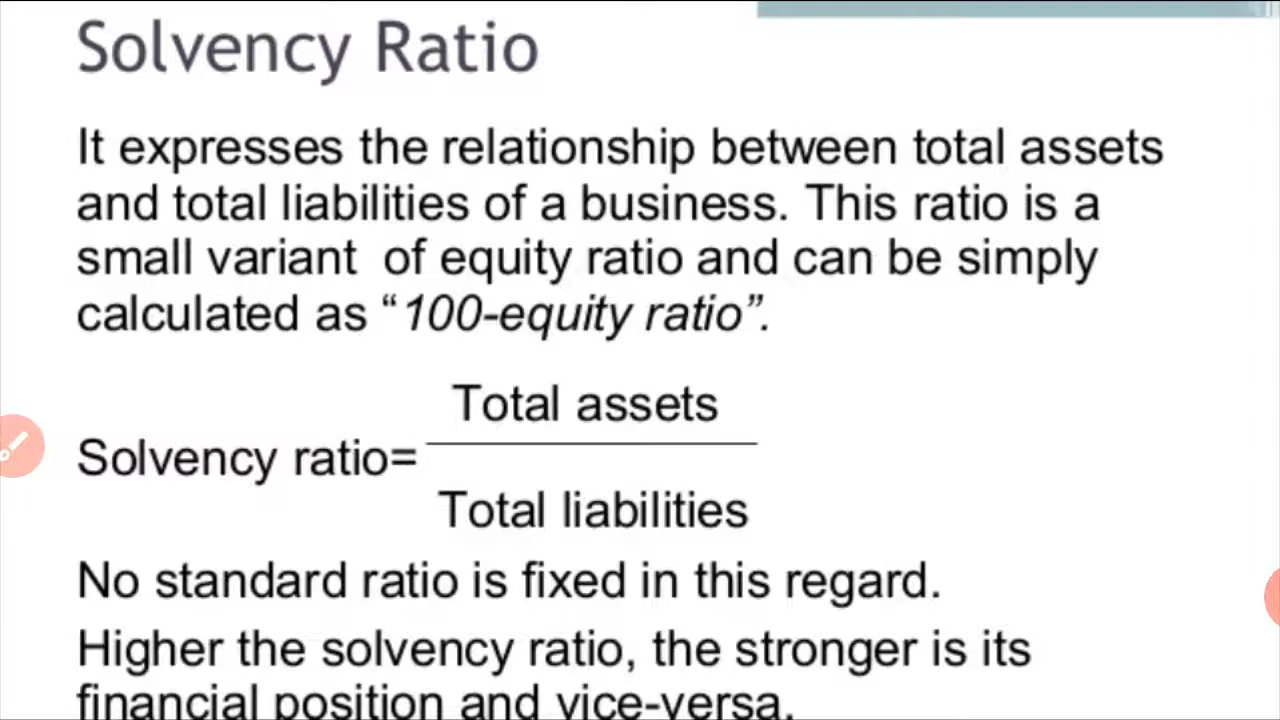 Solvency Ratio
It expresses the relationship between total assets
and total liabilities of a business. This ratio is a
small variant of equity ratio and can be simply
calculated as “100-equity ratio”.
Total assets
Solvency ratio=
Total liabilities
No standard ratio is fixed in this regard.
Higher the solvency ratio, the stronger is its
financial position and vice-versa.